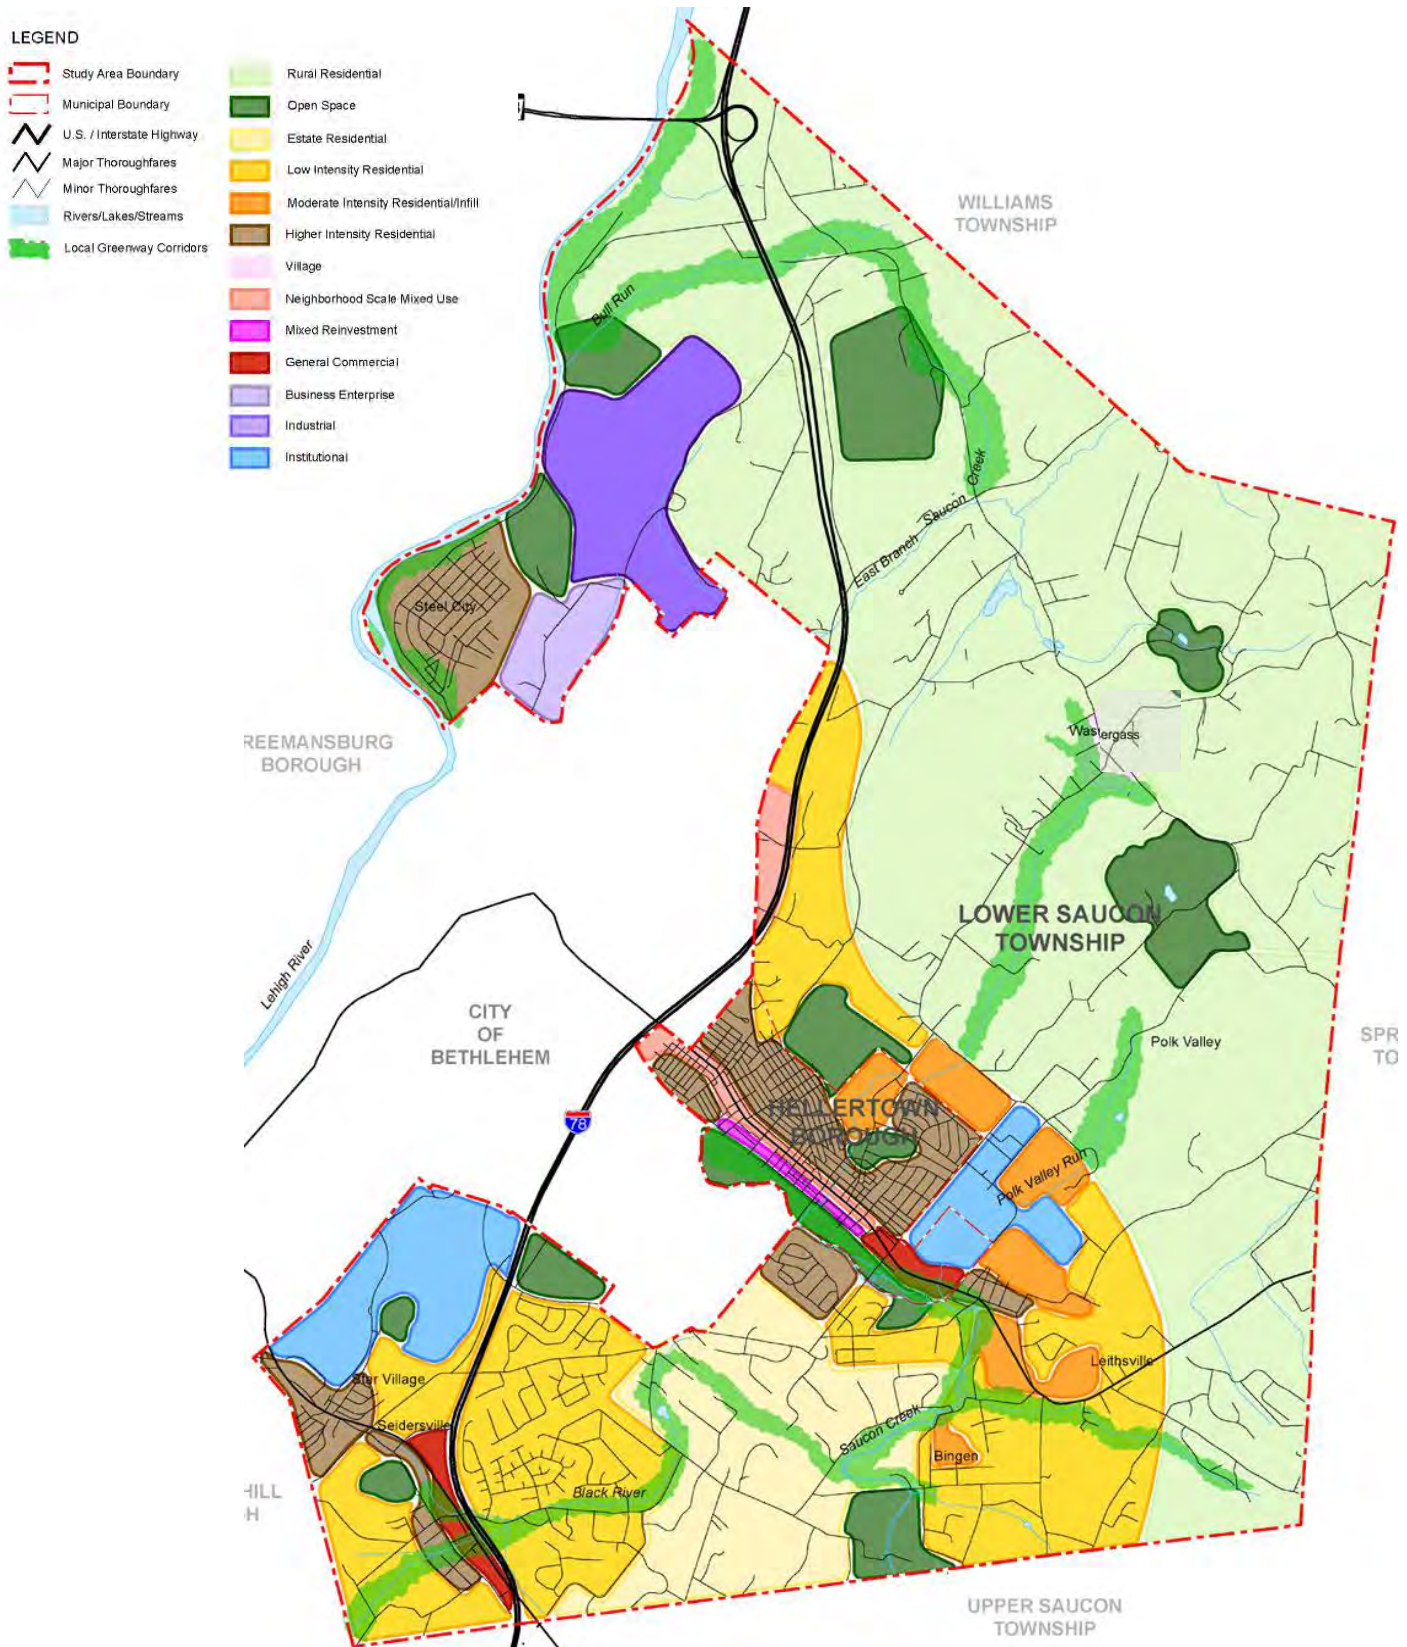 LEGEND
Study Area Boundary
Municipal Boundary
U.S. / Interstate Highway
Major Thoroughfares
Minor Thoroughfares
Rivers/Lakes/Streams
Local Greenway Corridors
Rural Residential
Open Space
Estate Residential
Low Intensity Residential
Moderate Intensity Residential/Infill
Higher Intensity Residential
Village
Neighborhood Scale Mixed Use
Mixed Reinvestment
General Commercial
Business Enterprise
Industrial
Institutional
WILLIAMS
TOWNSHIP
Bull Run
East Branch Saucon Creek
Steel City
REEMANSBURG
BOROUGH
Wassergass
LOWER SAUCON
TOWNSHIP
Lehigh River
CITY
OF
BETHLEHEM
Polk Valley
SPR
TO
HELLERTOWN
BOROUGH
78
Polk Valley Run
Leithsville
Star Village
Seidersville
Saucon Creek
Bingen
Black River
HILL
H
UPPER SAUCON
TOWNSHIP